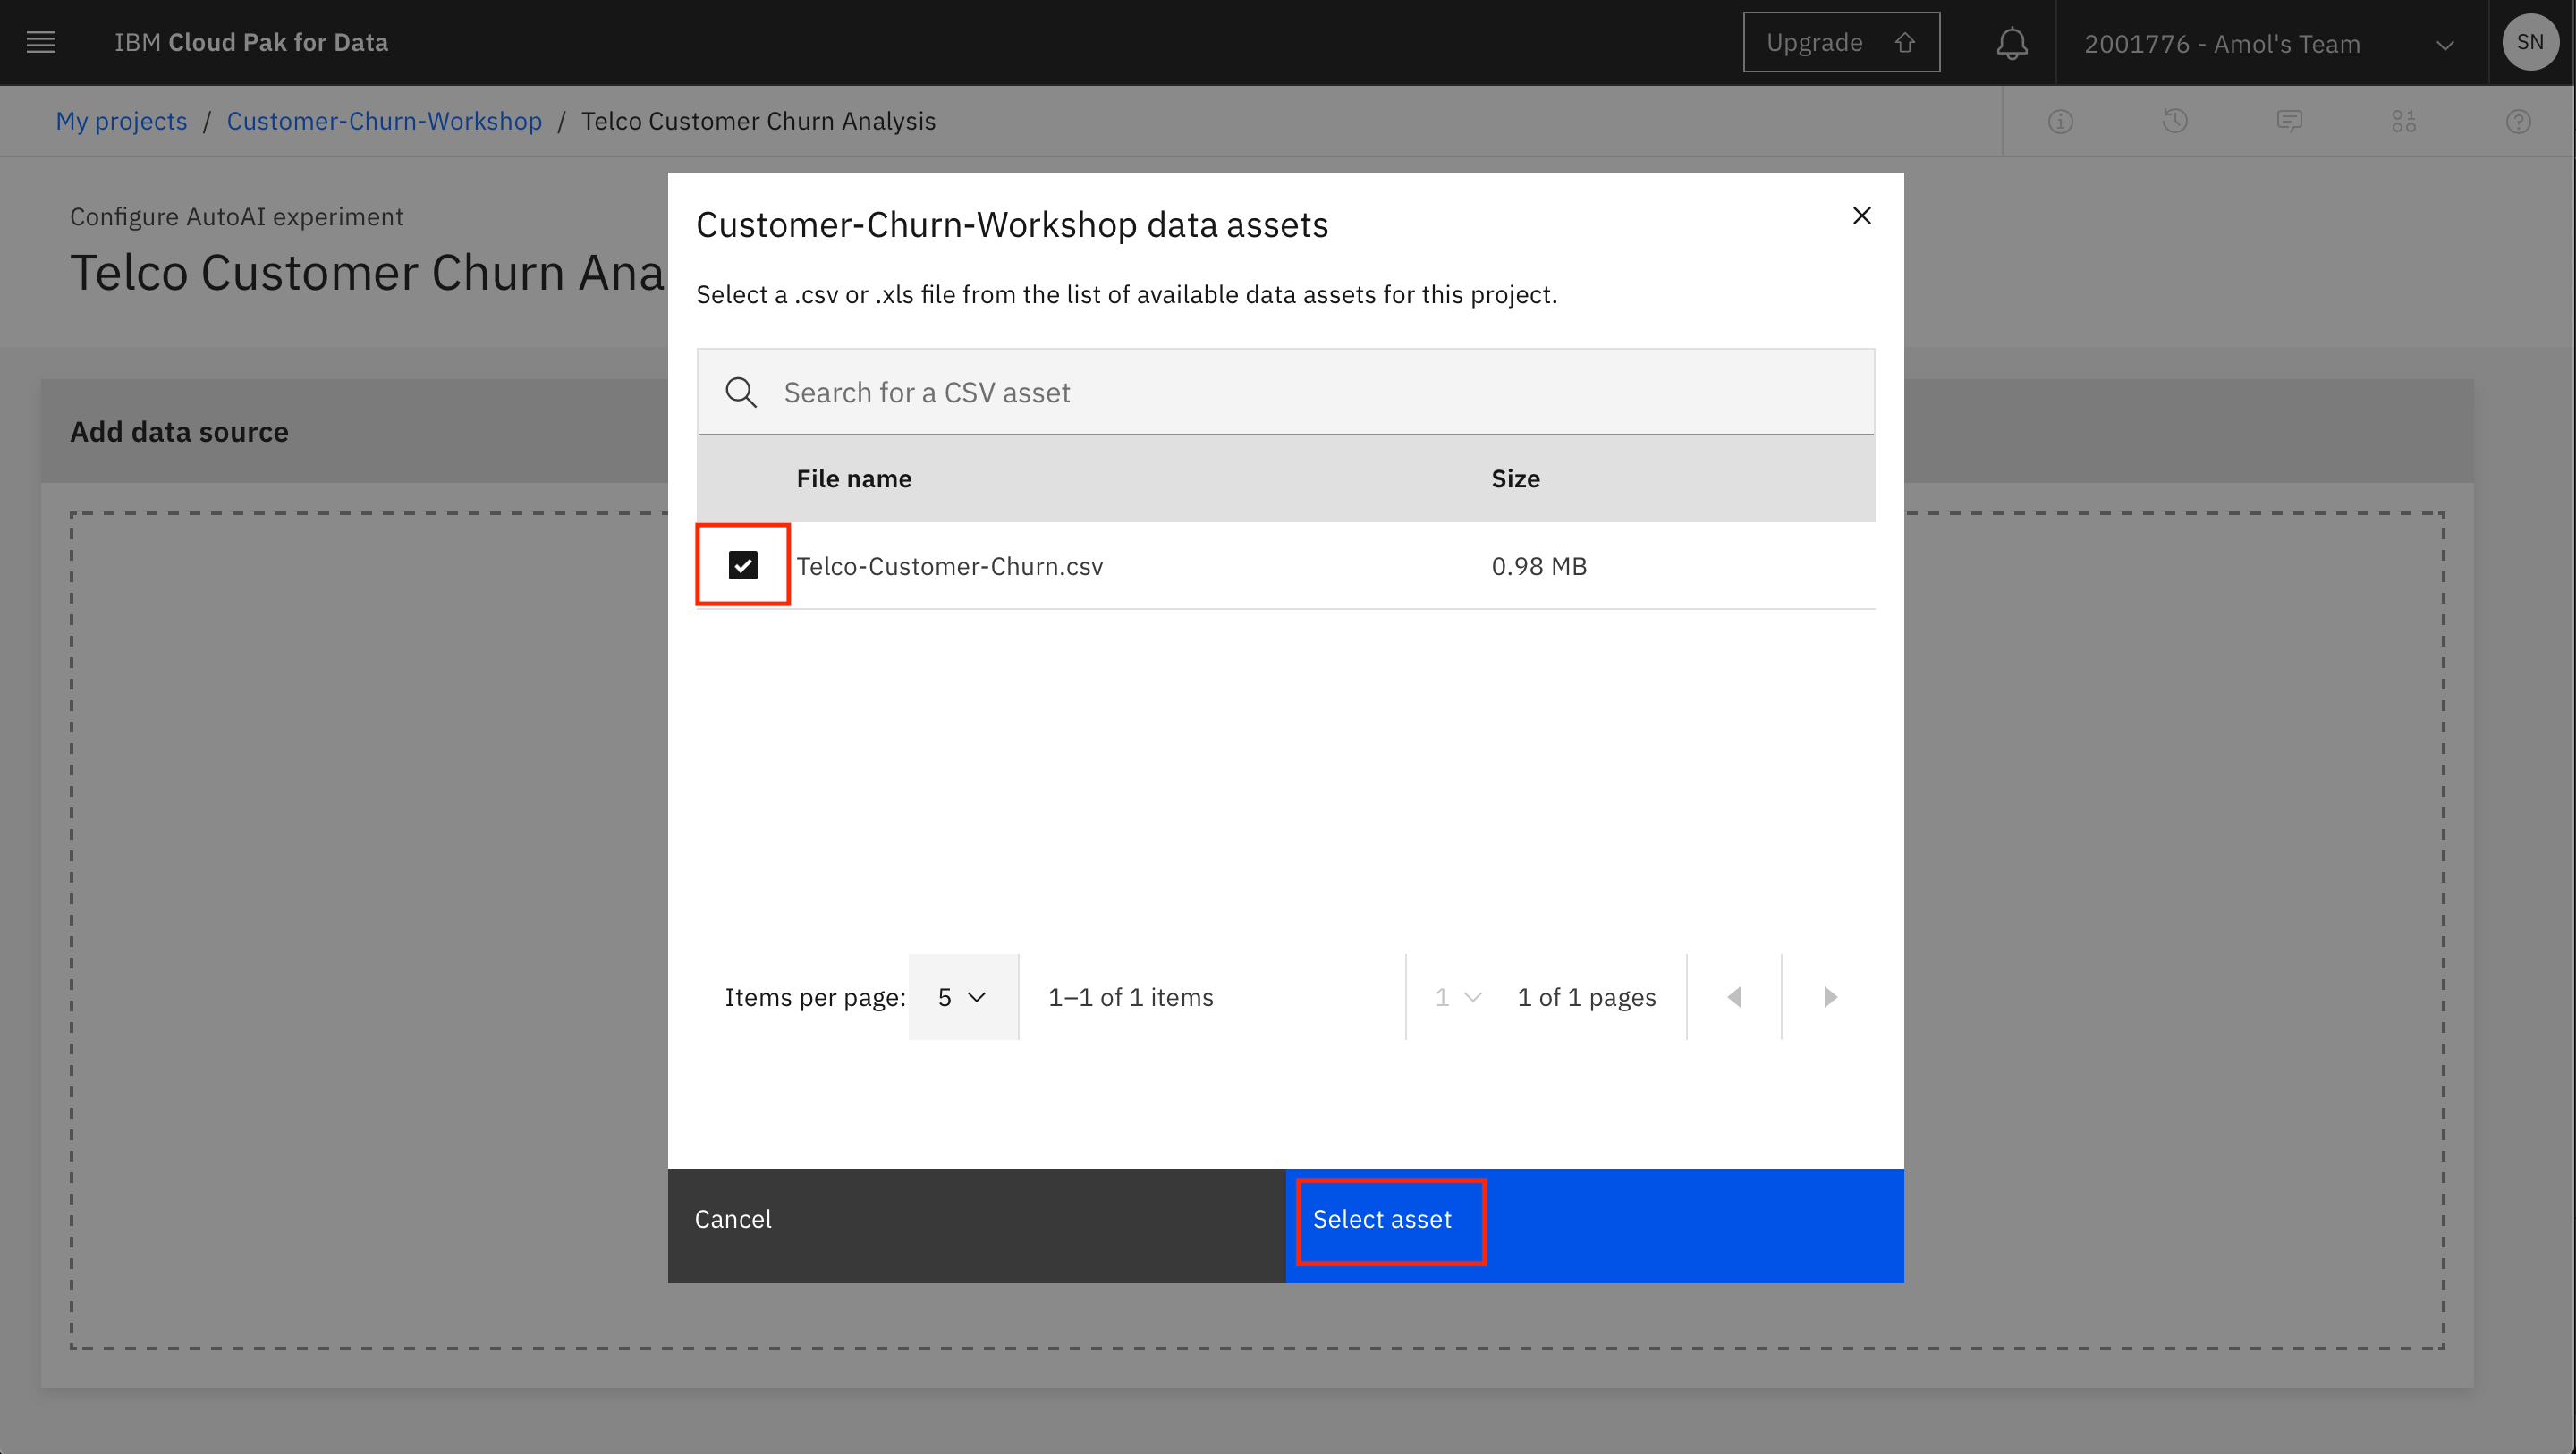 IBM Cloud Pak for Data
Upgrade
2001776 - Amol's Team
SN
My projects / Customer-Churn-Workshop / Telco Customer Churn Analysis
Configure AutoAI experiment
Telco Customer Churn Ana
Customer-Churn-Workshop data assets
Select a .csv or .xls file from the list of available data assets for this project.
Search for a CSV asset
Add data source
File name Size
Telco-Customer-Churn.csv 0.98 MB
Items per page: 5 1–1 of 1 items 1 1 of 1 pages
Cancel
Select asset